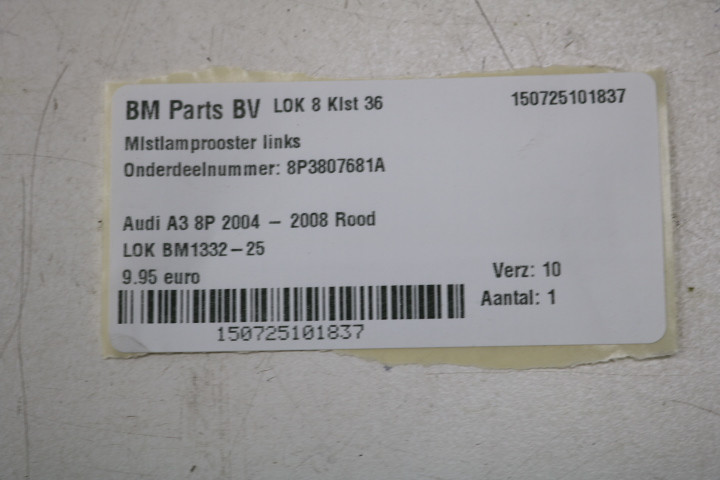 BM Parts BV LOK 8 Klst 36 150725101837
Mlstlamprooster links
Onderdeelnummer: 8P3807681A
Audi A3 8P 2004 – 2008 Rood
LOK BM1332–25
9.95 euro Verz: 10
Aantal: 1
150725101837